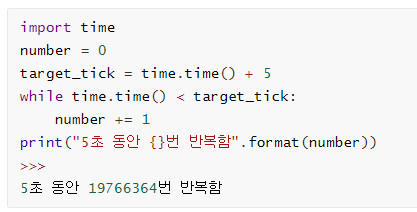 import time
number = 0
target_tick = time.time() + 5
while time.time() < target_tick:
    number += 1
print("5초 동안 {}번 반복함".format(number))
>>>
5초 동안 19766364번 반복함